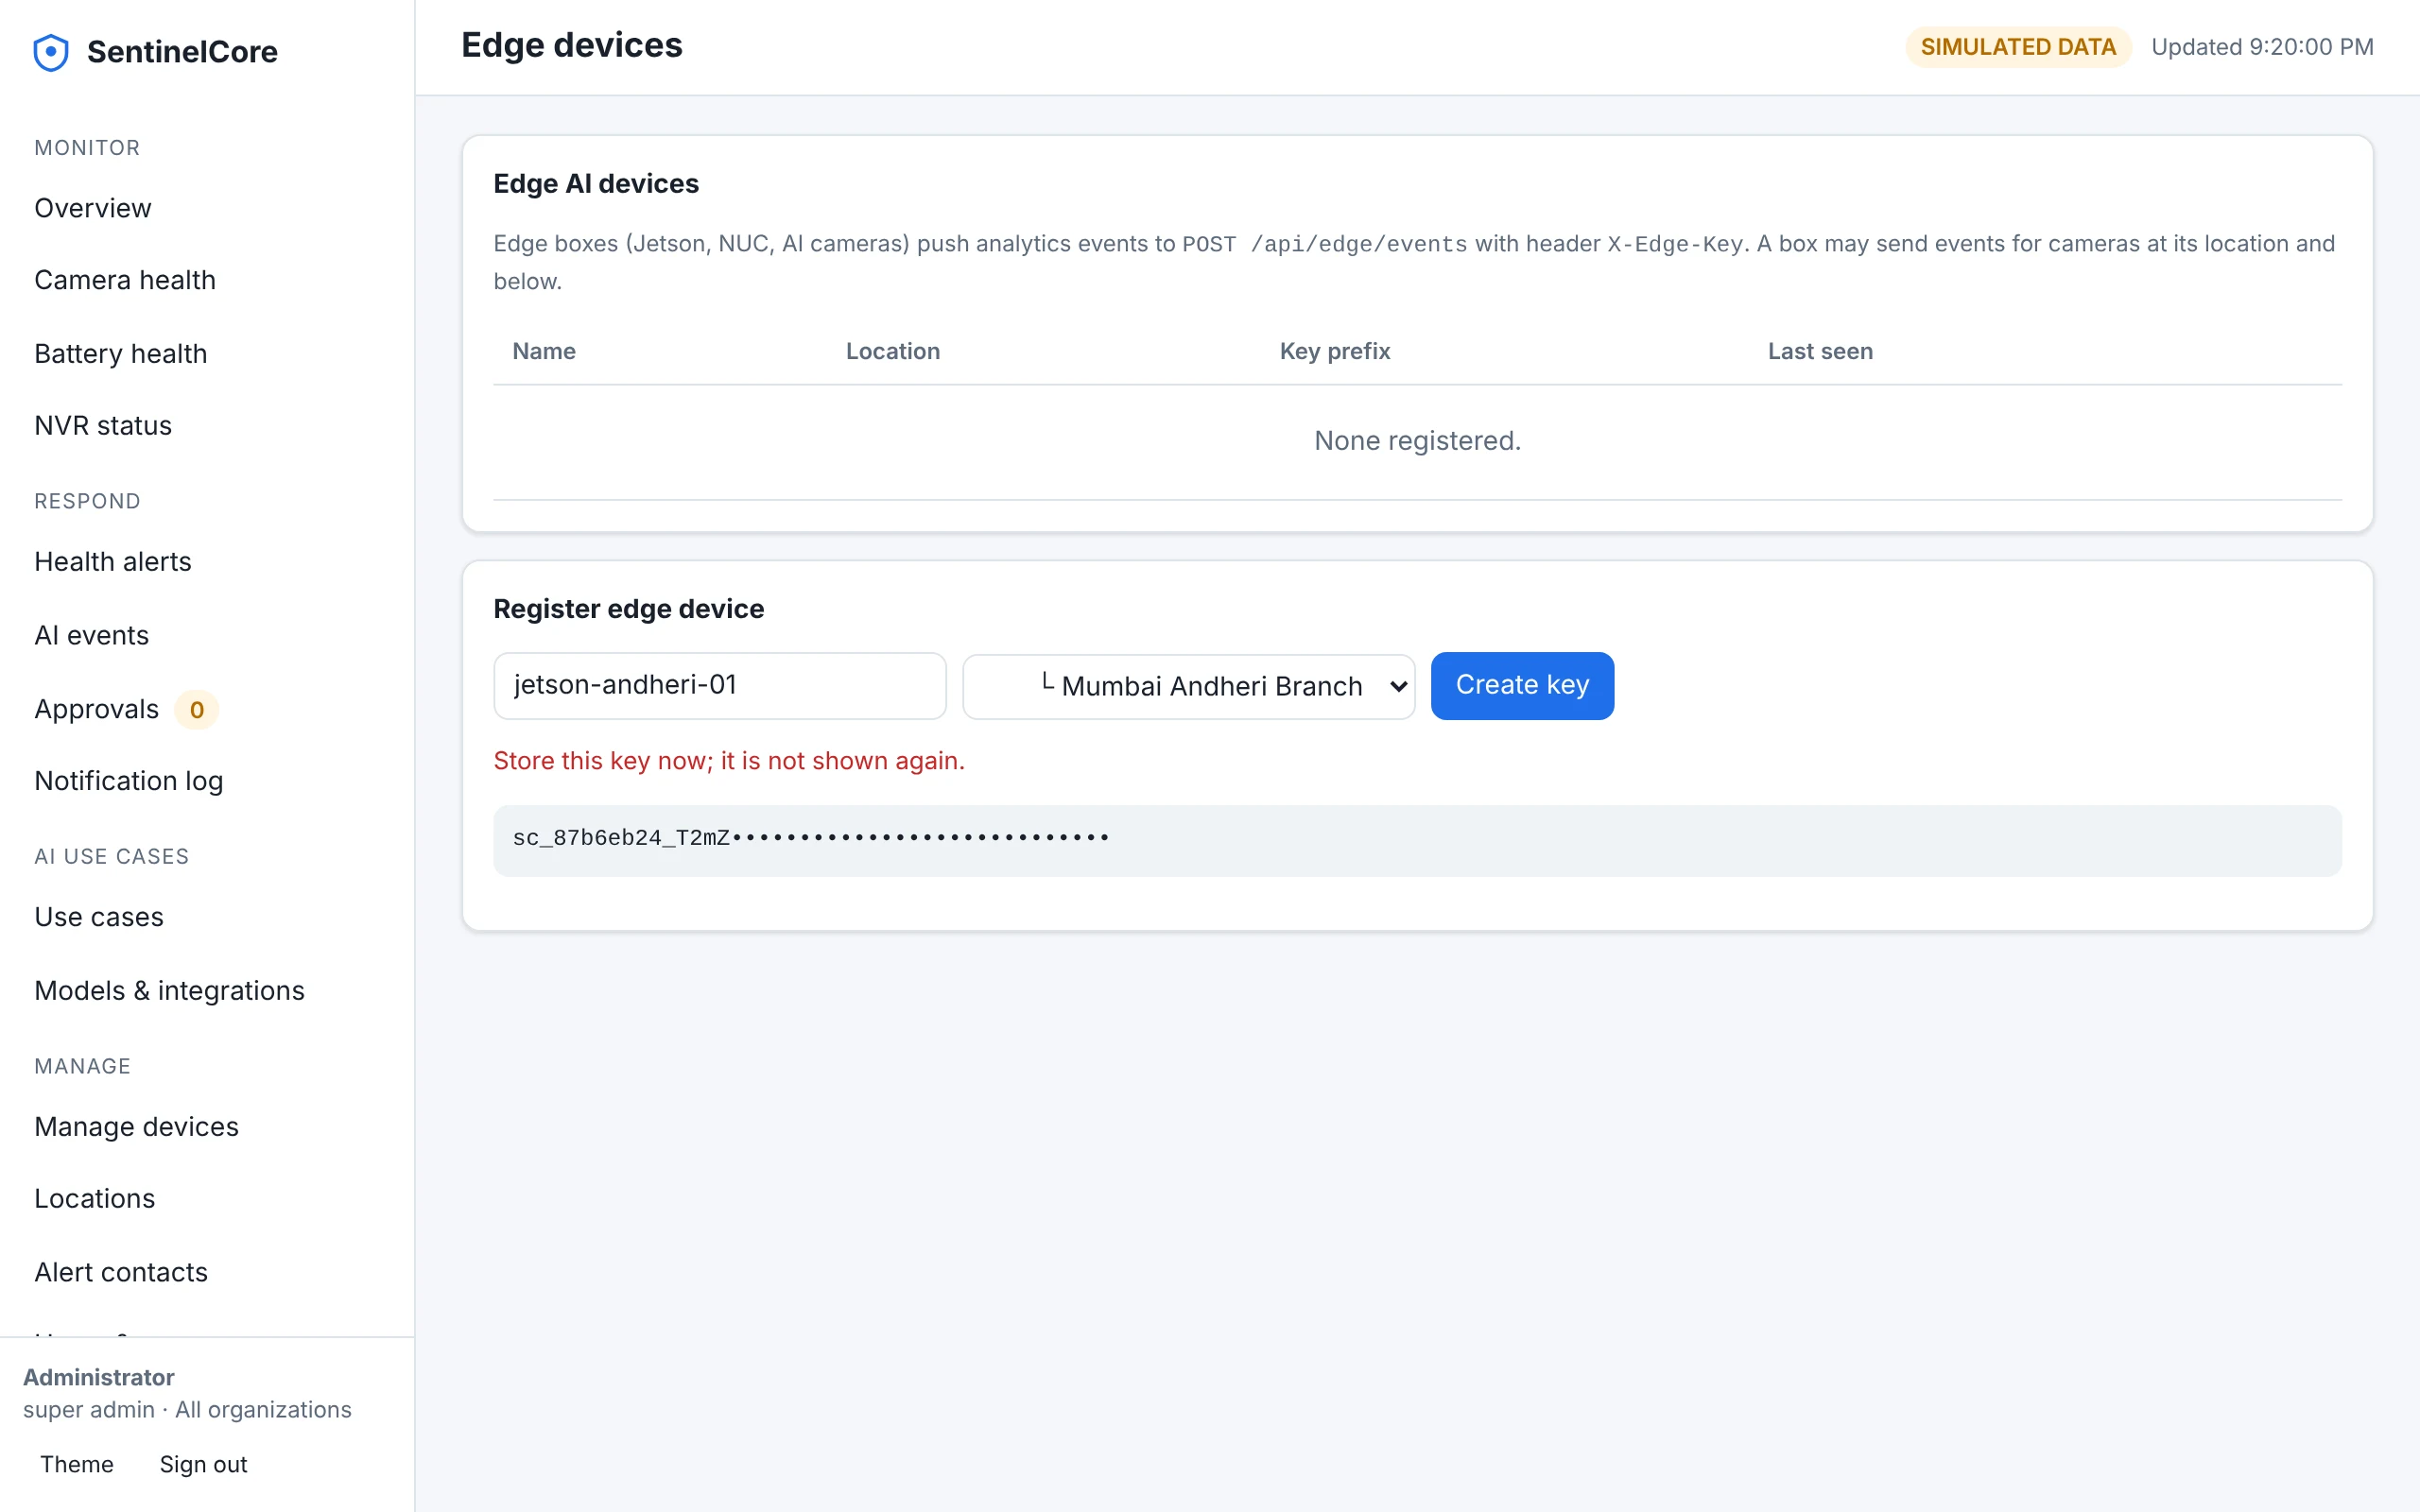 SentinelCore
MONITOR
Overview
Camera health
Battery health
NVR status
RESPOND
Health alerts
AI events
Approvals 0
Notification log
AI USE CASES
Use cases
Models & integrations
MANAGE
Manage devices
Locations
Alert contacts
Administrator
super admin · All organizations
Theme Sign out
Edge devices
SIMULATED DATA Updated 9:20:00 PM
Edge AI devices
Edge boxes (Jetson, NUC, AI cameras) push analytics events to POST /api/edge/events with header X-Edge-Key. A box may send events for cameras at its location and
below.
Name Location Key prefix Last seen
None registered.
Register edge device
jetson-andheri-01 └ Mumbai Andheri Branch Create key
Store this key now; it is not shown again.
sc_87b6eb24_T2mZ••••••••••••••••••••••••••••